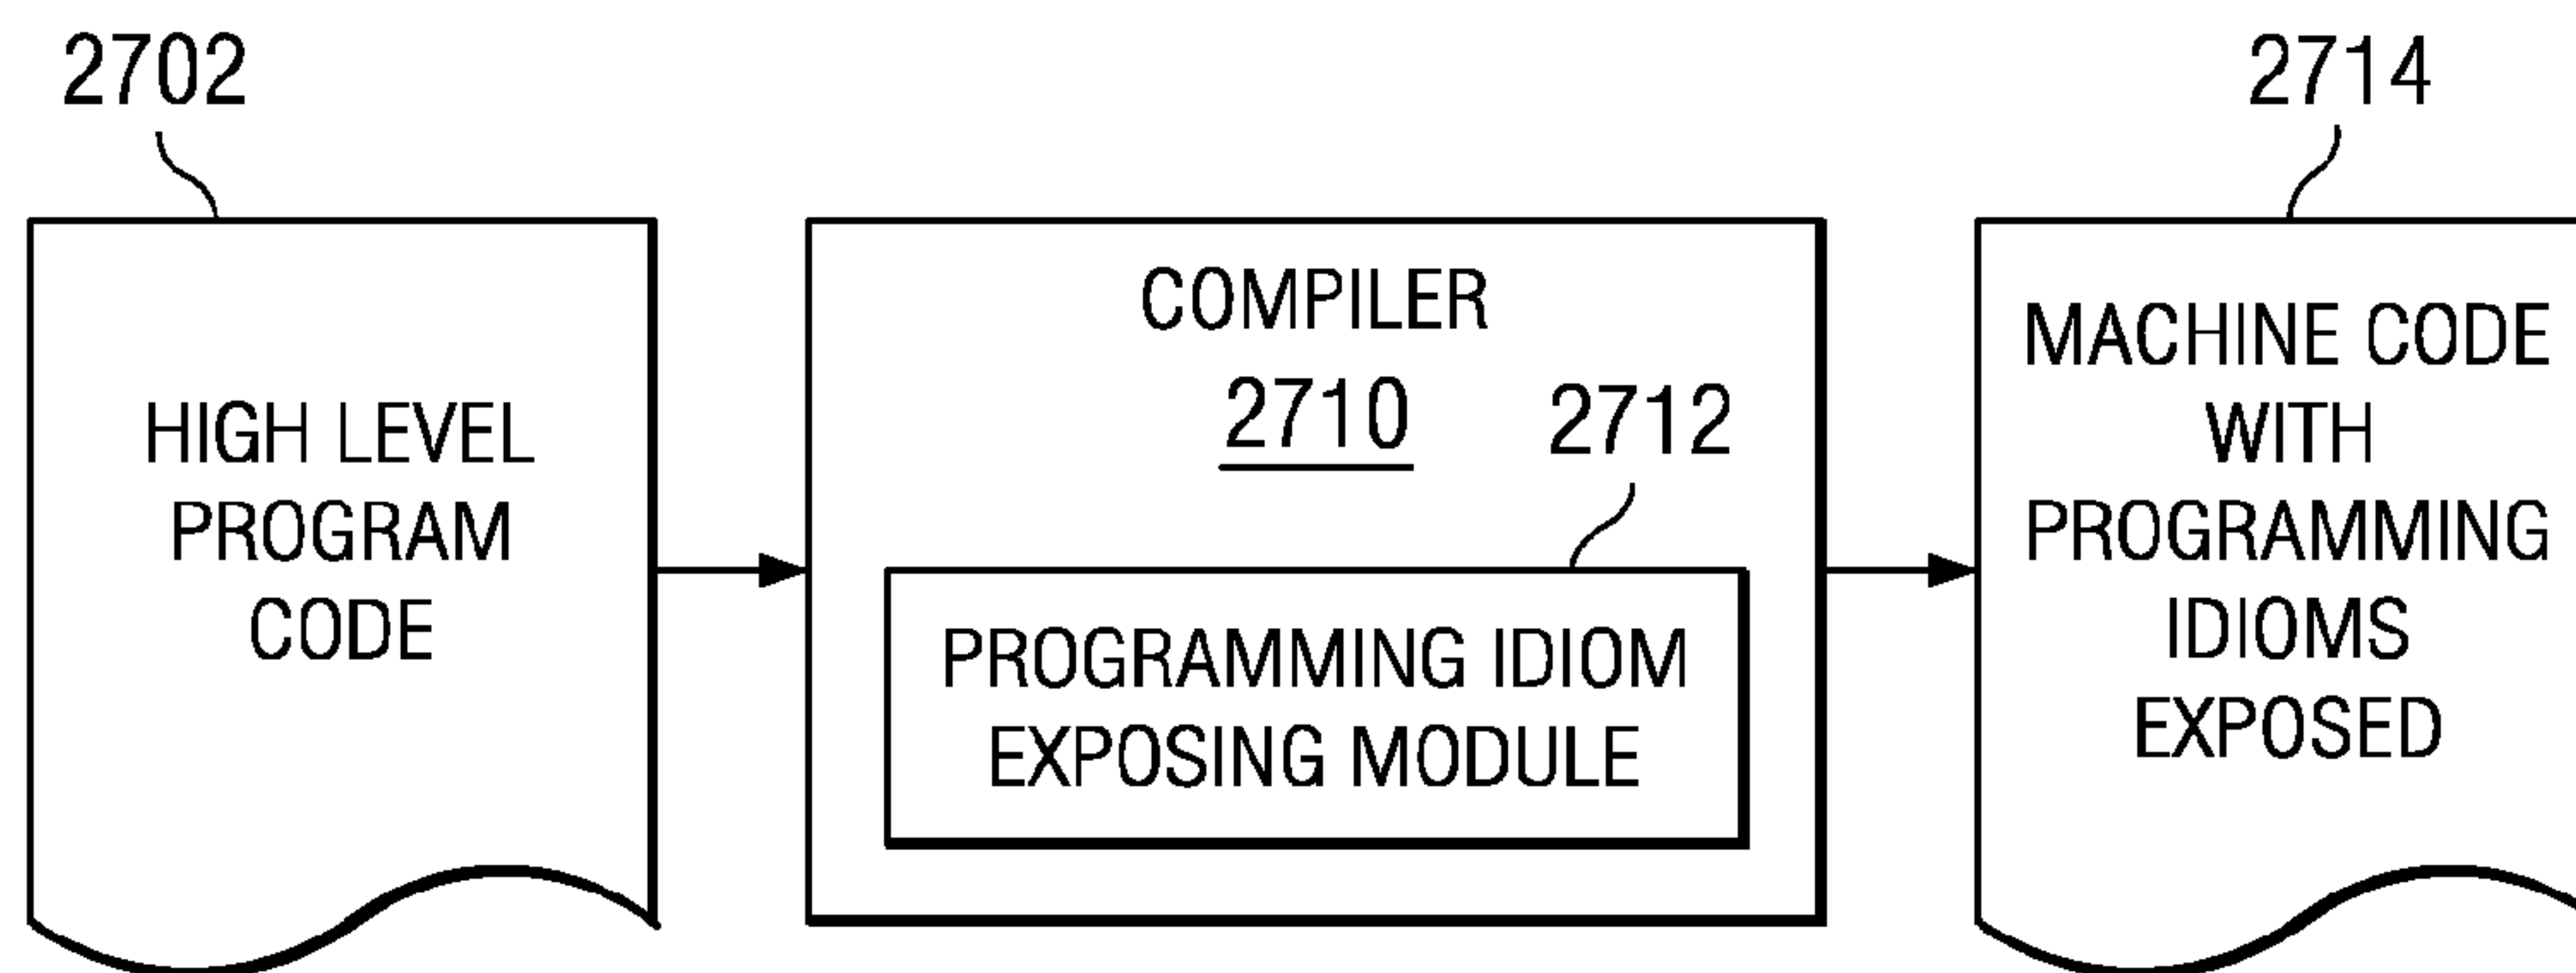 2702
2714
HIGH LEVEL
PROGRAM
CODE
COMPILER
2710
2712
PROGRAMMING IDIOM
EXPOSING MODULE
MACHINE CODE
WITH
PROGRAMMING
IDIOMS
EXPOSED